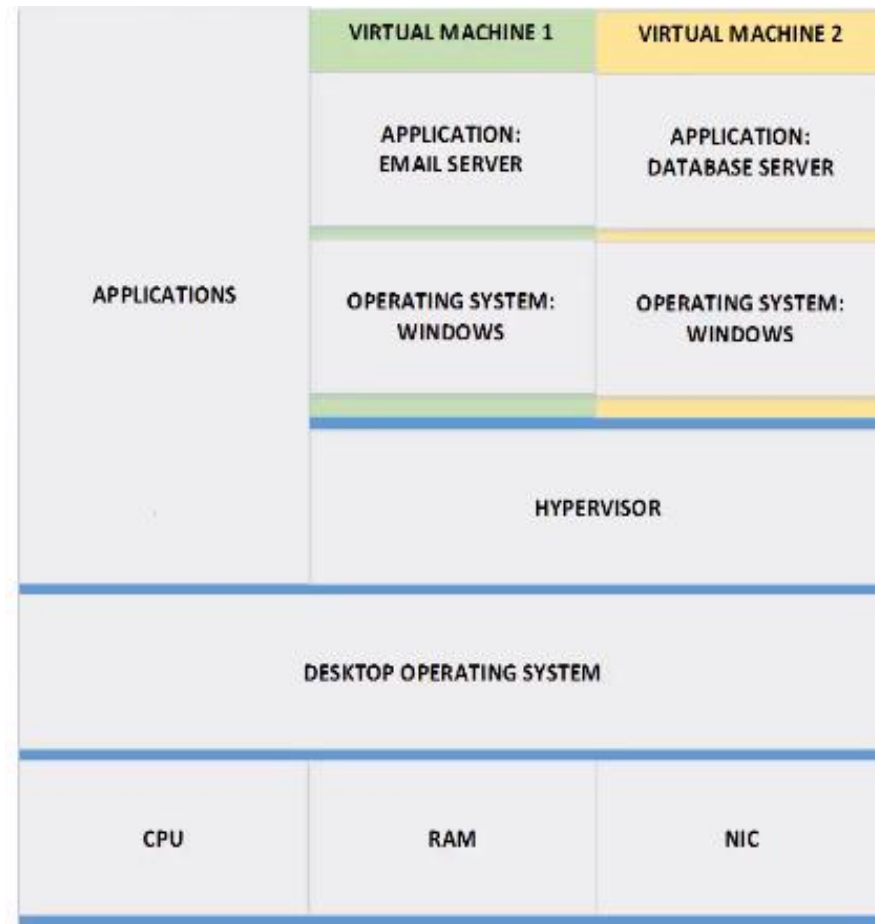 VIRTUAL MACHINE 1
VIRTUAL MACHINE 2
APPLICATION:
EMAIL SERVER
APPLICATION:
DATABASE SERVER
APPLICATIONS
OPERATING SYSTEM:
WINDOWS
OPERATING SYSTEM:
WINDOWS
HYPERVISOR
DESKTOP OPERATING SYSTEM
CPU
RAM
NIC